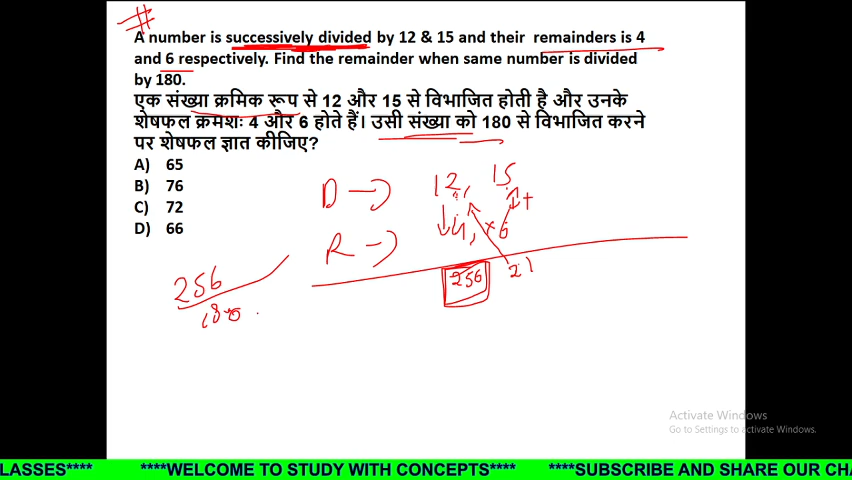 #
A number is successively divided by 12 & 15 and their remainders is 4
and 6 respectively. Find the remainder when same number is divided
by 180.
एक संख्या क्रमिक रूप से 12 और 15 से विभाजित होती है और उनके
शेषफल क्रमशः 4 और 6 होते हैं। उसी संख्या को 180 से विभाजित करने
पर शेषफल ज्ञात कीजिए?
A) 65
B) 76
C) 72
D) 66
D → 12, 15
R → 4, 6
256 21
256
180
Activate Windows
Go to Settings to activate Windows.
LASSES**** ****WELCOME TO STUDY WITH CONCEPTS**** ****SUBSCRIBE AND SHARE OUR CHA